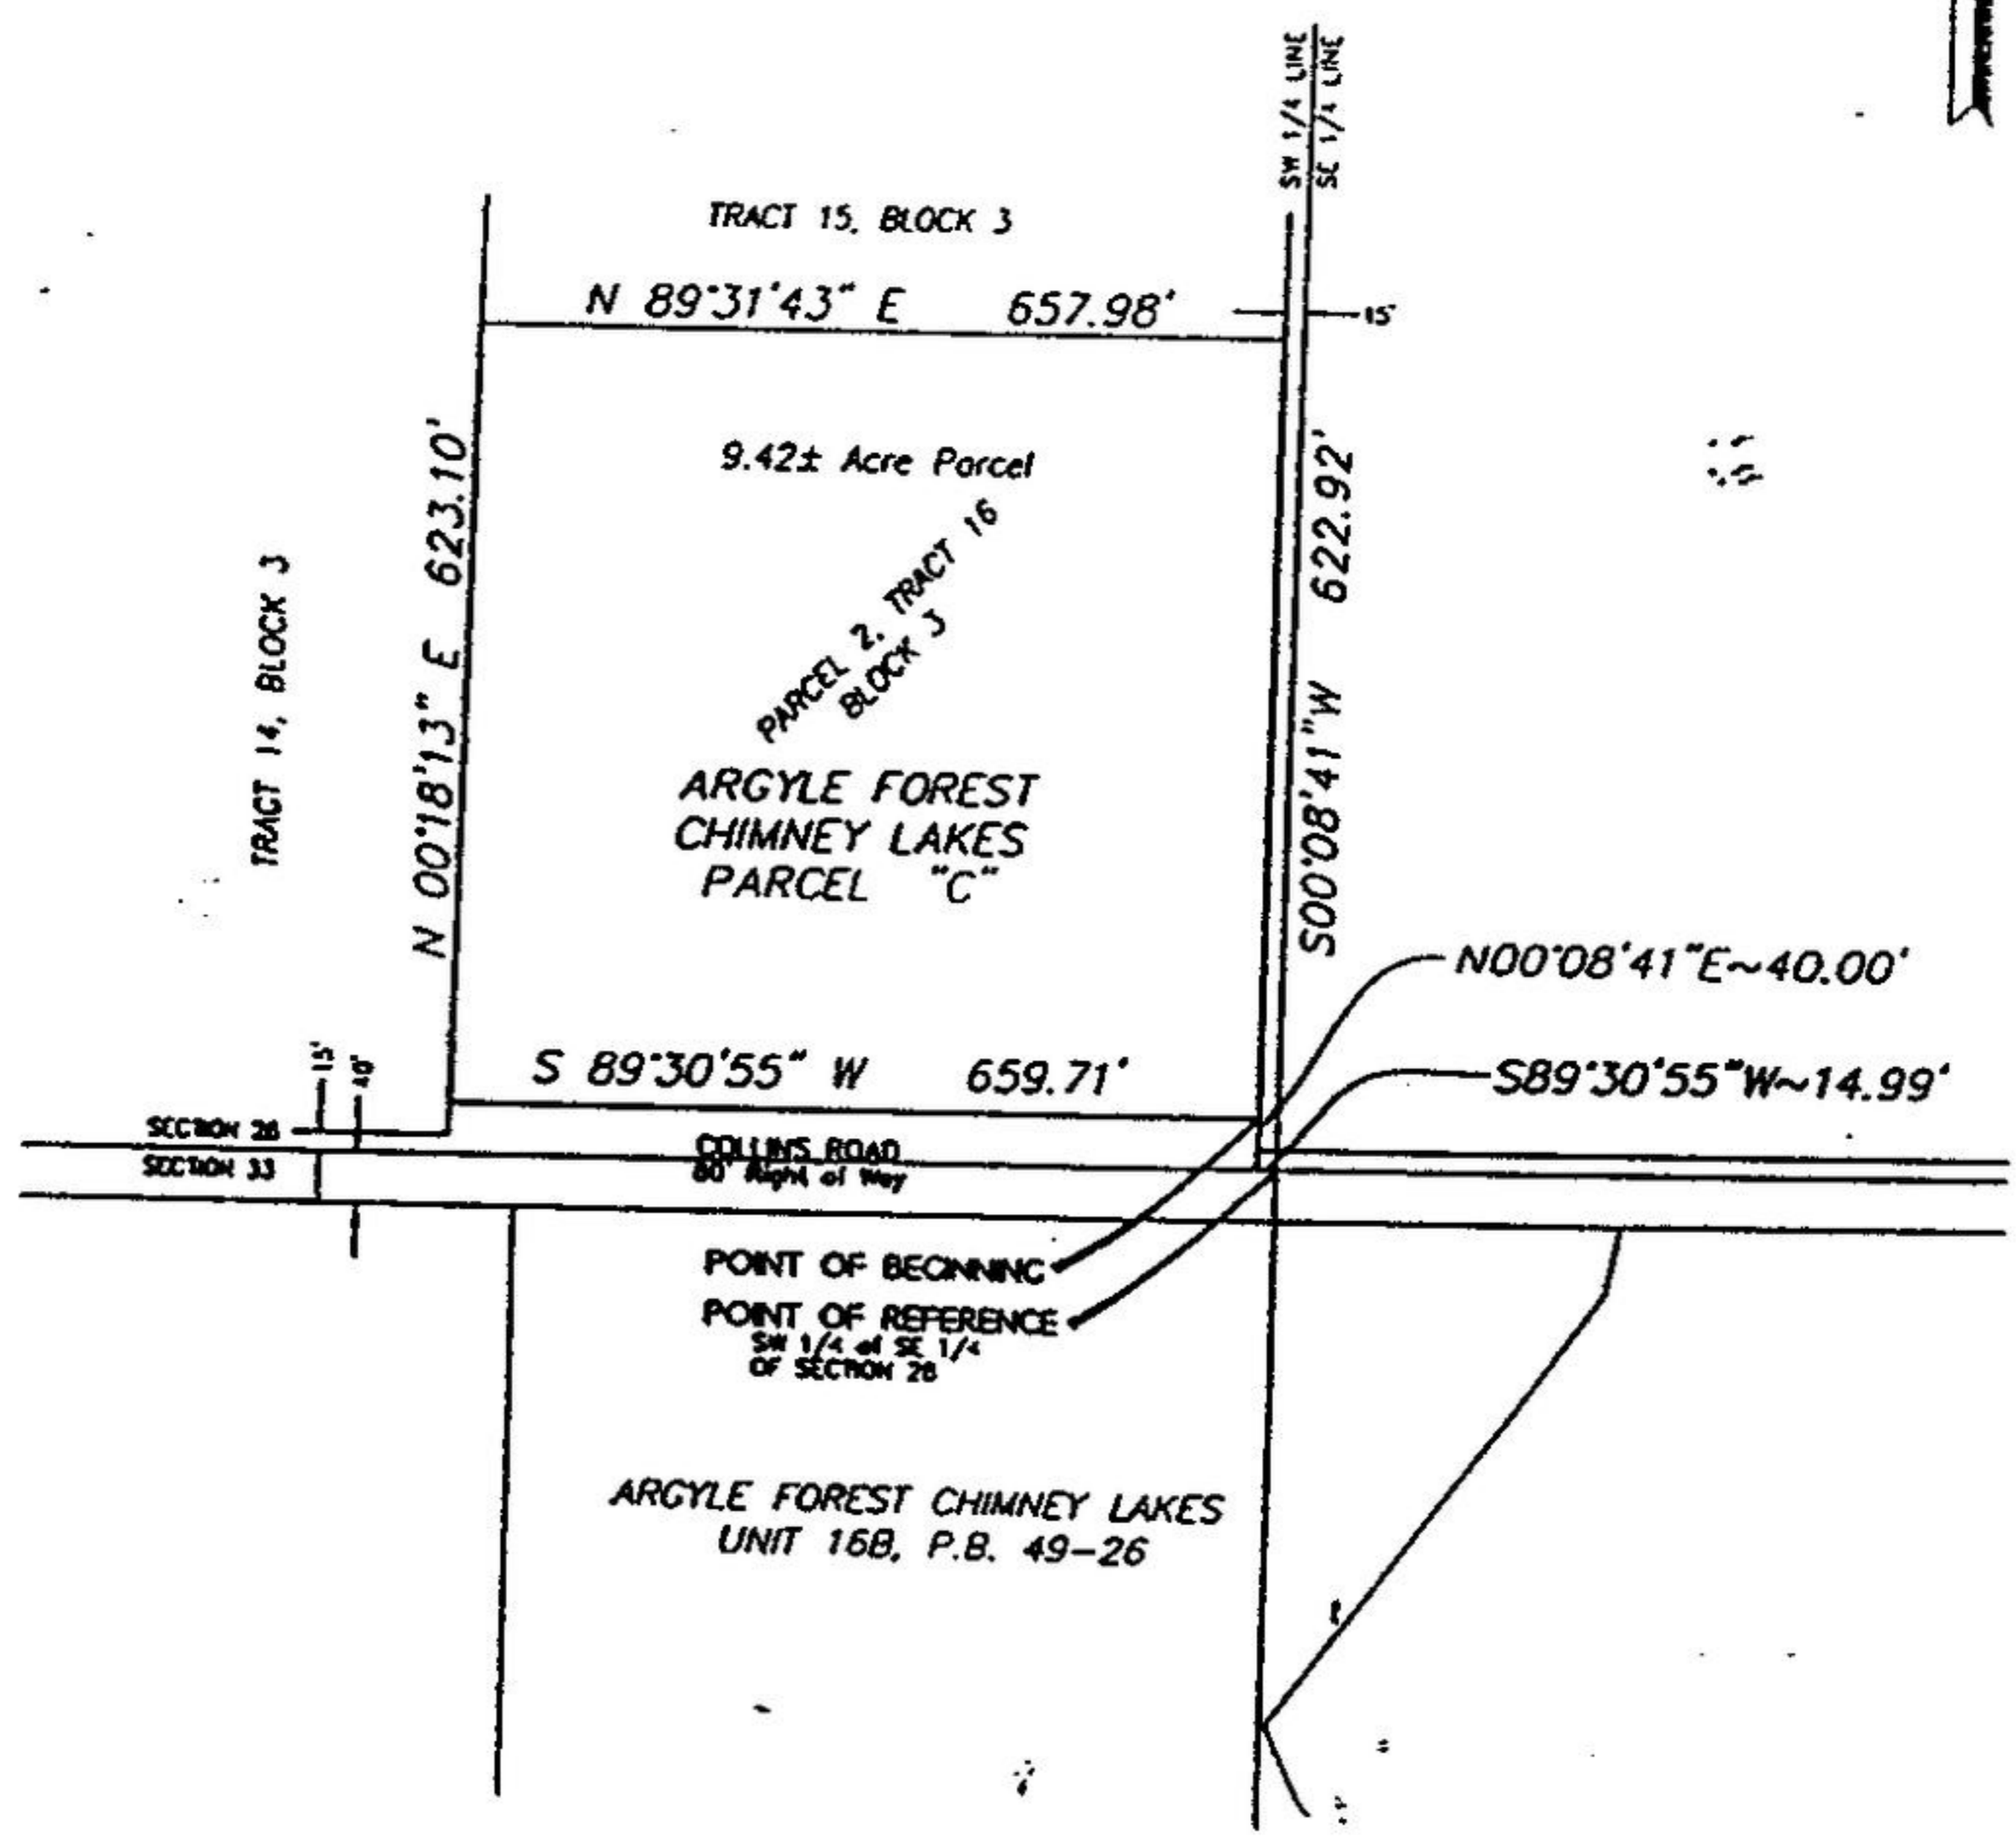 SW 1/4 LINE
SE 1/4 LINE
TRACT 15, BLOCK 3
N 89°31'43" E 657.98'
15'
9.42± Acre Parcel
N 00°18'13" E 623.10'
S00°08'41"W 622.92'
TRACT 14, BLOCK 3
PARCEL 2, TRACT 16
BLOCK 3
ARGYLE FOREST
CHIMNEY LAKES
PARCEL "C"
N00°08'41"E~40.00'
S 89°30'55" W 659.71'
S89°30'55"W~14.99'
15'
40'
SECTION 28
SECTION 33
COLLINS ROAD
80' Right of Way
POINT OF BEGINNING
POINT OF REFERENCE
SW 1/4 of SE 1/4
OF SECTION 28
ARGYLE FOREST CHIMNEY LAKES
UNIT 16B, P.B. 49-26